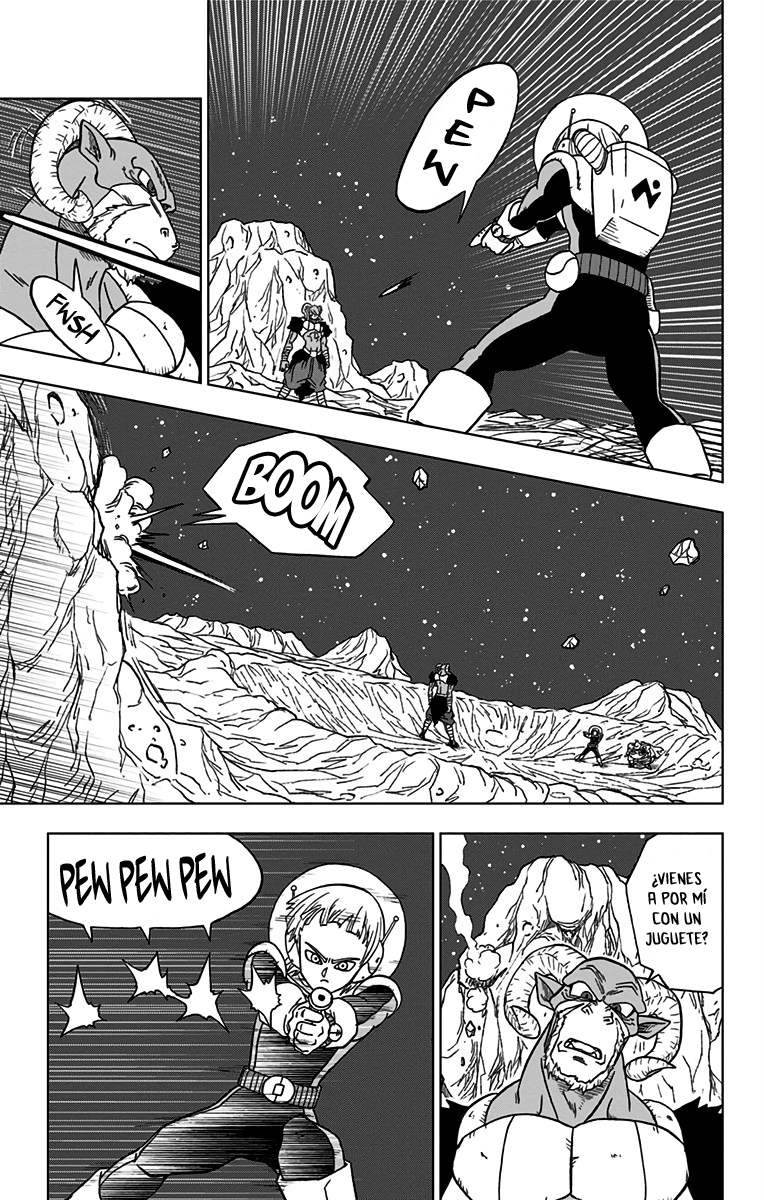 PEW
FWSH
BOOM
¿VIENES
A POR MÍ
CON UN
JUGUETE?
PEW PEW PEW